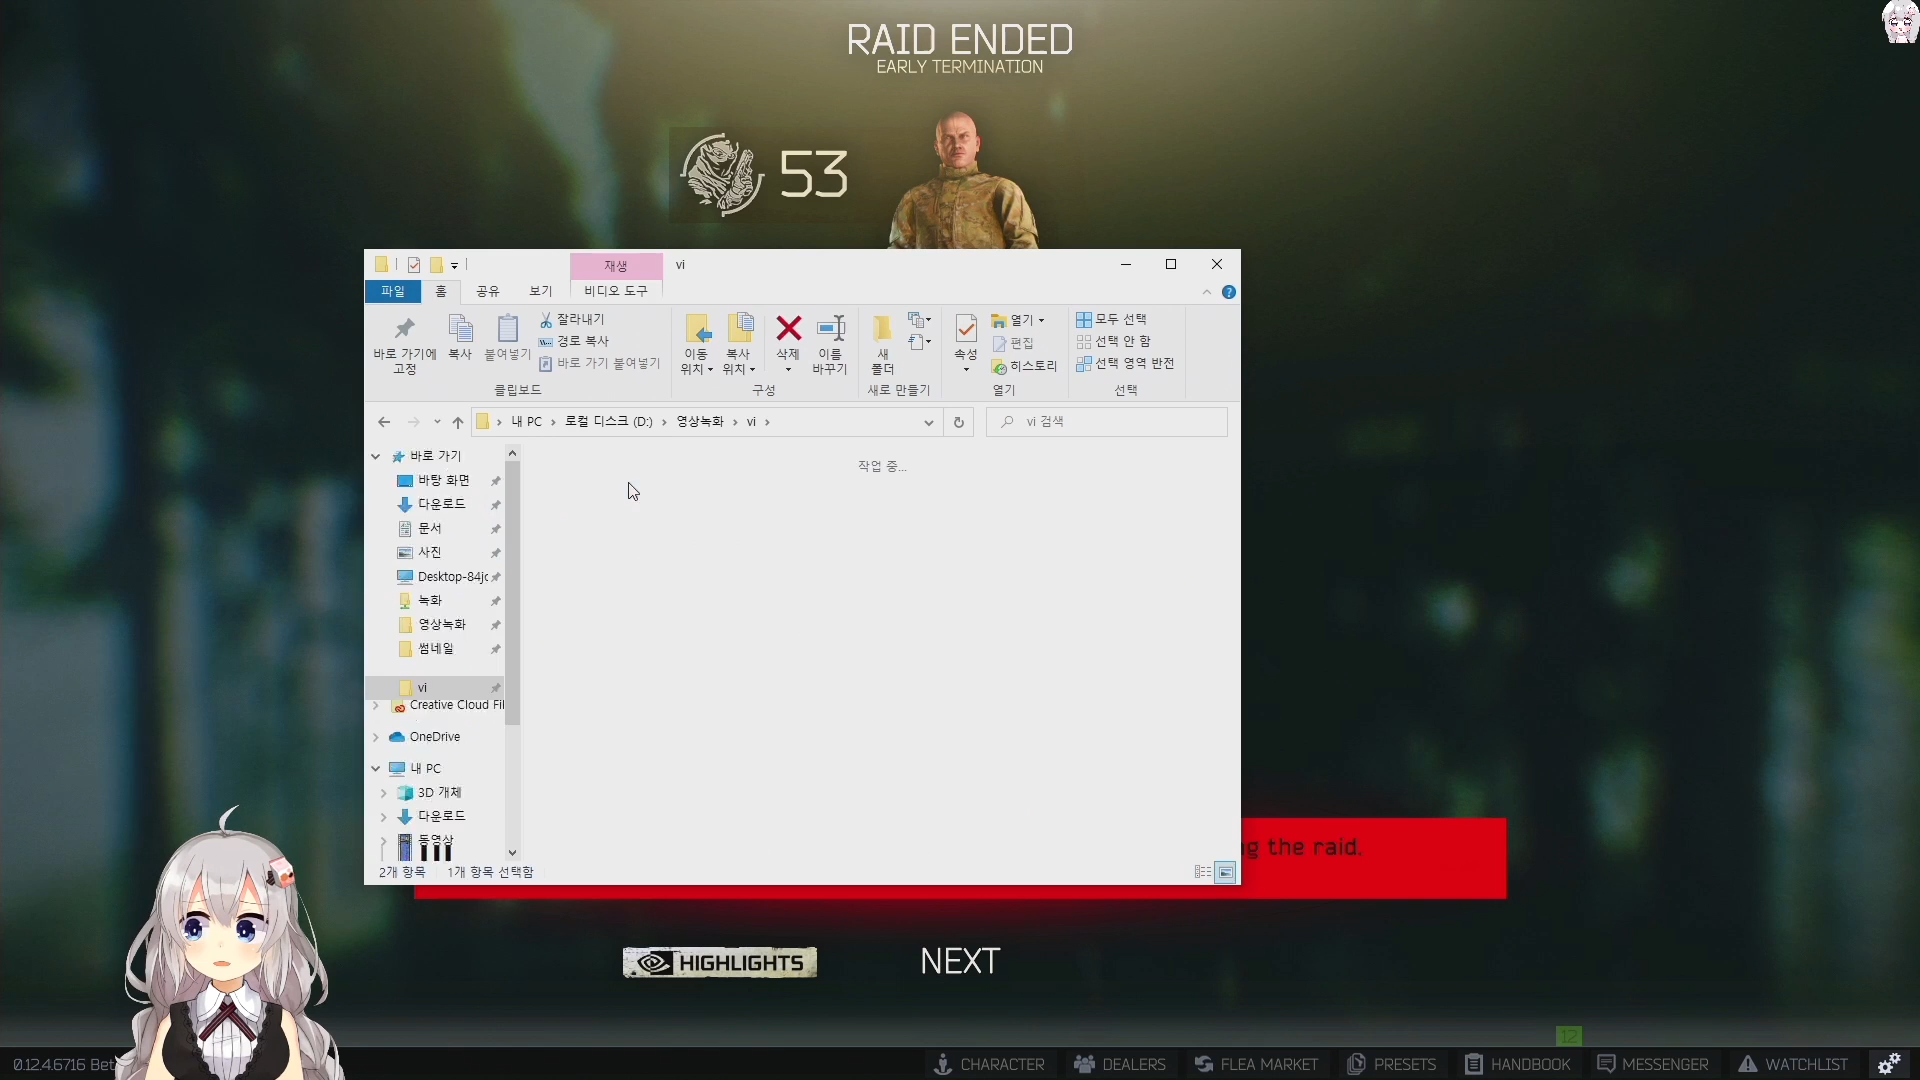 RAID ENDED
EARLY TERMINATION
53
재생
vi
파일
홈
공유
보기
비디오 도구
바로 가기에
고정
복사
붙여넣기
잘라내기
경로 복사
바로 가기 붙여넣기
클립보드
이동
위치
복사
위치
삭제
이름
바꾸기
구성
새
폴더
새로 만들기
속성
열기
편집
히스토리
열기
모두 선택
선택 안 함
선택 영역 반전
선택
내 PC > 로컬 디스크 (D:) > 영상녹화 > vi >
vi 검색
바로 가기
바탕 화면
다운로드
문서
사진
Desktop-84jc
녹화
영상녹화
썸네일
vi
Creative Cloud Fil
OneDrive
내 PC
3D 개체
다운로드
동영상
작업 중...
2개 항목
1개 항목 선택함
the raid.
HIGHLIGHTS
NEXT
12
0.12.4.6716 Bet
CHARACTER
DEALERS
FLEA MARKET
PRESETS
HANDBOOK
MESSENGER
WATCHLIST